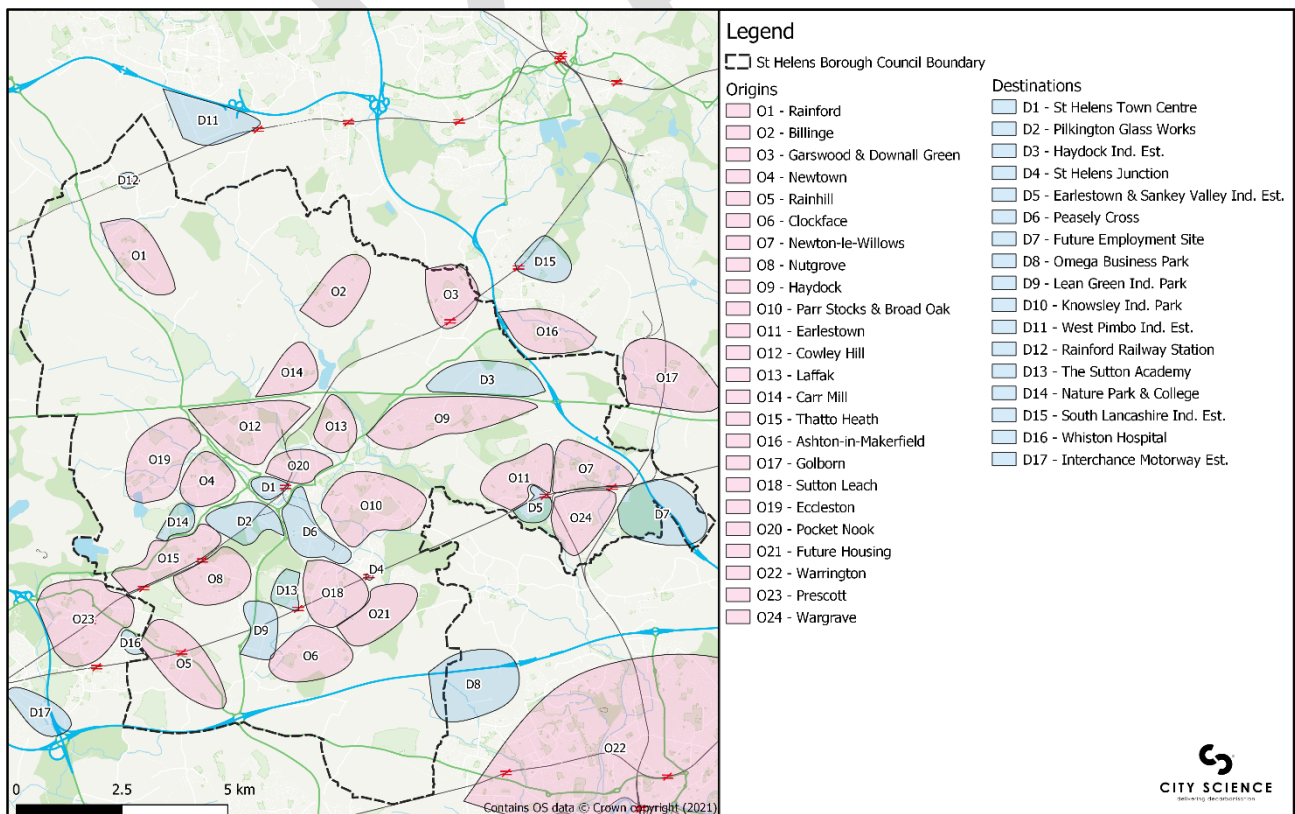 D11
D12
O1
O2
O3
D15
O16
O17
O14
D3
O12
O13
O9
O19
O4
O20
D1
O11
O7
D5
O24
D7
D14
D2
D6
O10
O15
O8
D4
D13
O18
O21
O23
D16
D9
O5
O6
D8
D17
O22
0 2.5 5 km
Contains OS data © Crown copyright (2021)
Legend
St Helens Borough Council Boundary
Origins
O1 - Rainford
O2 - Billinge
O3 - Garswood & Downall Green
O4 - Newtown
O5 - Rainhill
O6 - Clockface
O7 - Newton-le-Willows
O8 - Nutgrove
O9 - Haydock
O10 - Parr Stocks & Broad Oak
O11 - Earlestown
O12 - Cowley Hill
O13 - Laffak
O14 - Carr Mill
O15 - Thatto Heath
O16 - Ashton-in-Makerfield
O17 - Golborn
O18 - Sutton Leach
O19 - Eccleston
O20 - Pocket Nook
O21 - Future Housing
O22 - Warrington
O23 - Prescott
O24 - Wargrave
Destinations
D1 - St Helens Town Centre
D2 - Pilkington Glass Works
D3 - Haydock Ind. Est.
D4 - St Helens Junction
D5 - Earlestown & Sankey Valley Ind. Est.
D6 - Peasely Cross
D7 - Future Employment Site
D8 - Omega Business Park
D9 - Lean Green Ind. Park
D10 - Knowsley Ind. Park
D11 - West Pimbo Ind. Est.
D12 - Rainford Railway Station
D13 - The Sutton Academy
D14 - Nature Park & College
D15 - South Lancashire Ind. Est.
D16 - Whiston Hospital
D17 - Interchance Motorway Est.
CITY SCIENCE
delivering decarbonisation